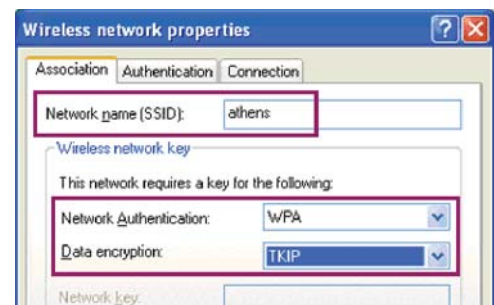 Wireless network properties
Association Authentication Connection
Network name (SSID): athens
Wireless network key
This network requires a key for the following:
Network Authentication: WPA
Data encryption: TKIP
Network key: